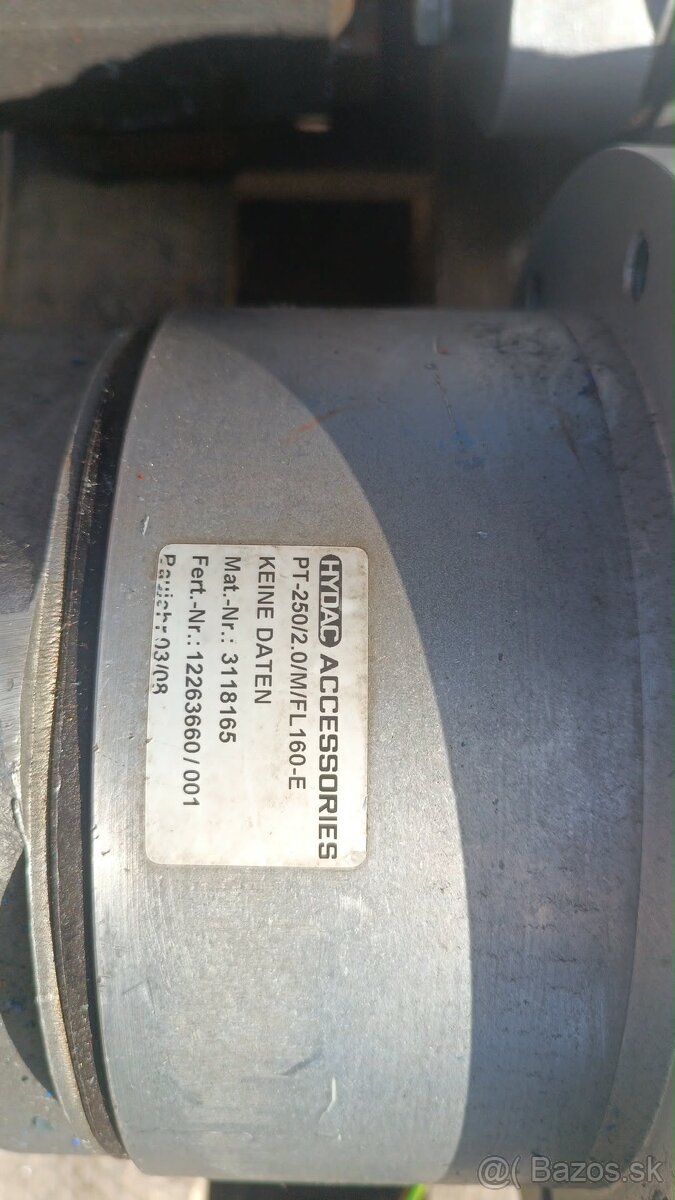 HYDAC ACCESSORIES
PT-250/2.0/M/FL160-E
KEINE DATEN
Mat.-Nr.: 3118165
Fert.-Nr.:12263660/001
Baujahr 03/08
@ Bazos.sk